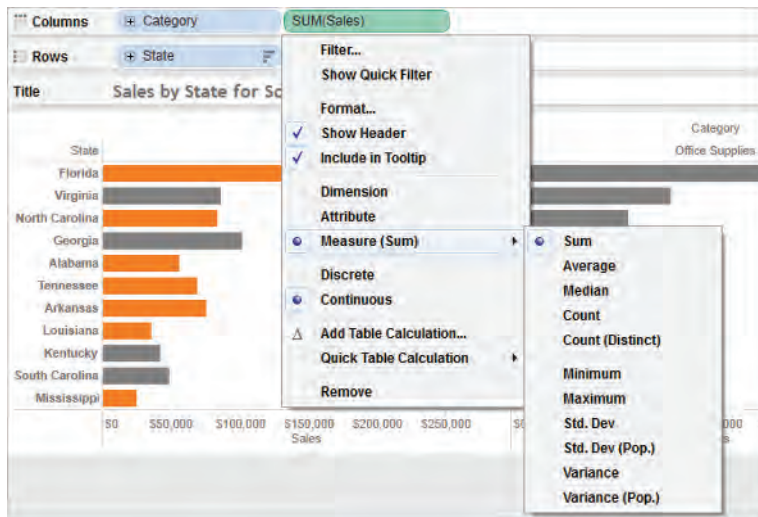 Columns Category SUM(Sales)
Rows State
Title Sales by State for Sc
Filter...
Show Quick Filter
Format...
Show Header
Include in Tooltip
Dimension
Attribute
Measure (Sum)
Discrete
Continuous
Add Table Calculation...
Quick Table Calculation
Remove
Sum
Average
Median
Count
Count (Distinct)
Minimum
Maximum
Std. Dev
Std. Dev (Pop.)
Variance
Variance (Pop.)
Category
State Office Supplies
Florida
Virginia
North Carolina
Georgia
Alabama
Tennessee
Arkansas
Louisiana
Kentucky
South Carolina
Mississippi
$0 $50,000 $100,000 $150,000 $200,000 $250,000
Sales